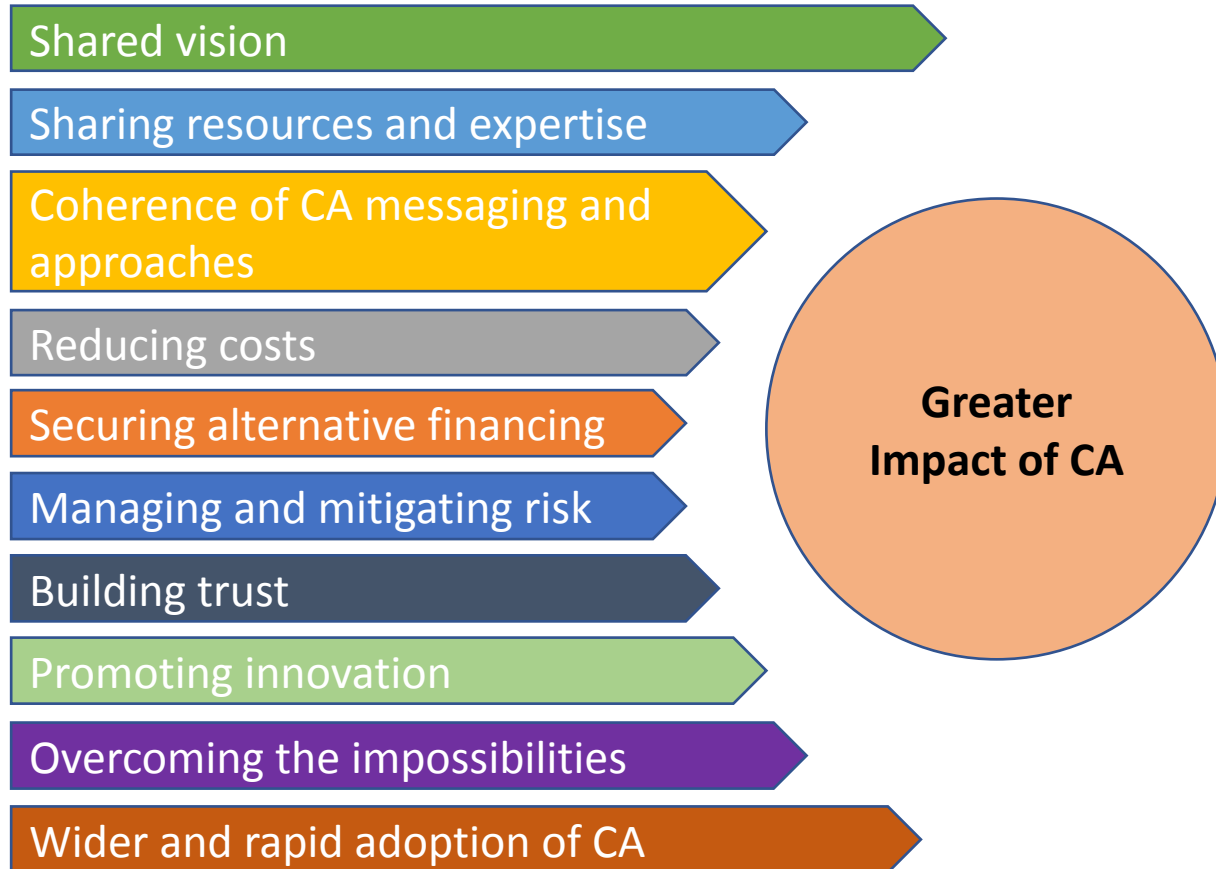 Shared vision
Sharing resources and expertise
Coherence of CA messaging and
approaches
Reducing costs
Securing alternative financing
Managing and mitigating risk
Building trust
Promoting innovation
Overcoming the impossibilities
Wider and rapid adoption of CA
Greater
Impact of CA